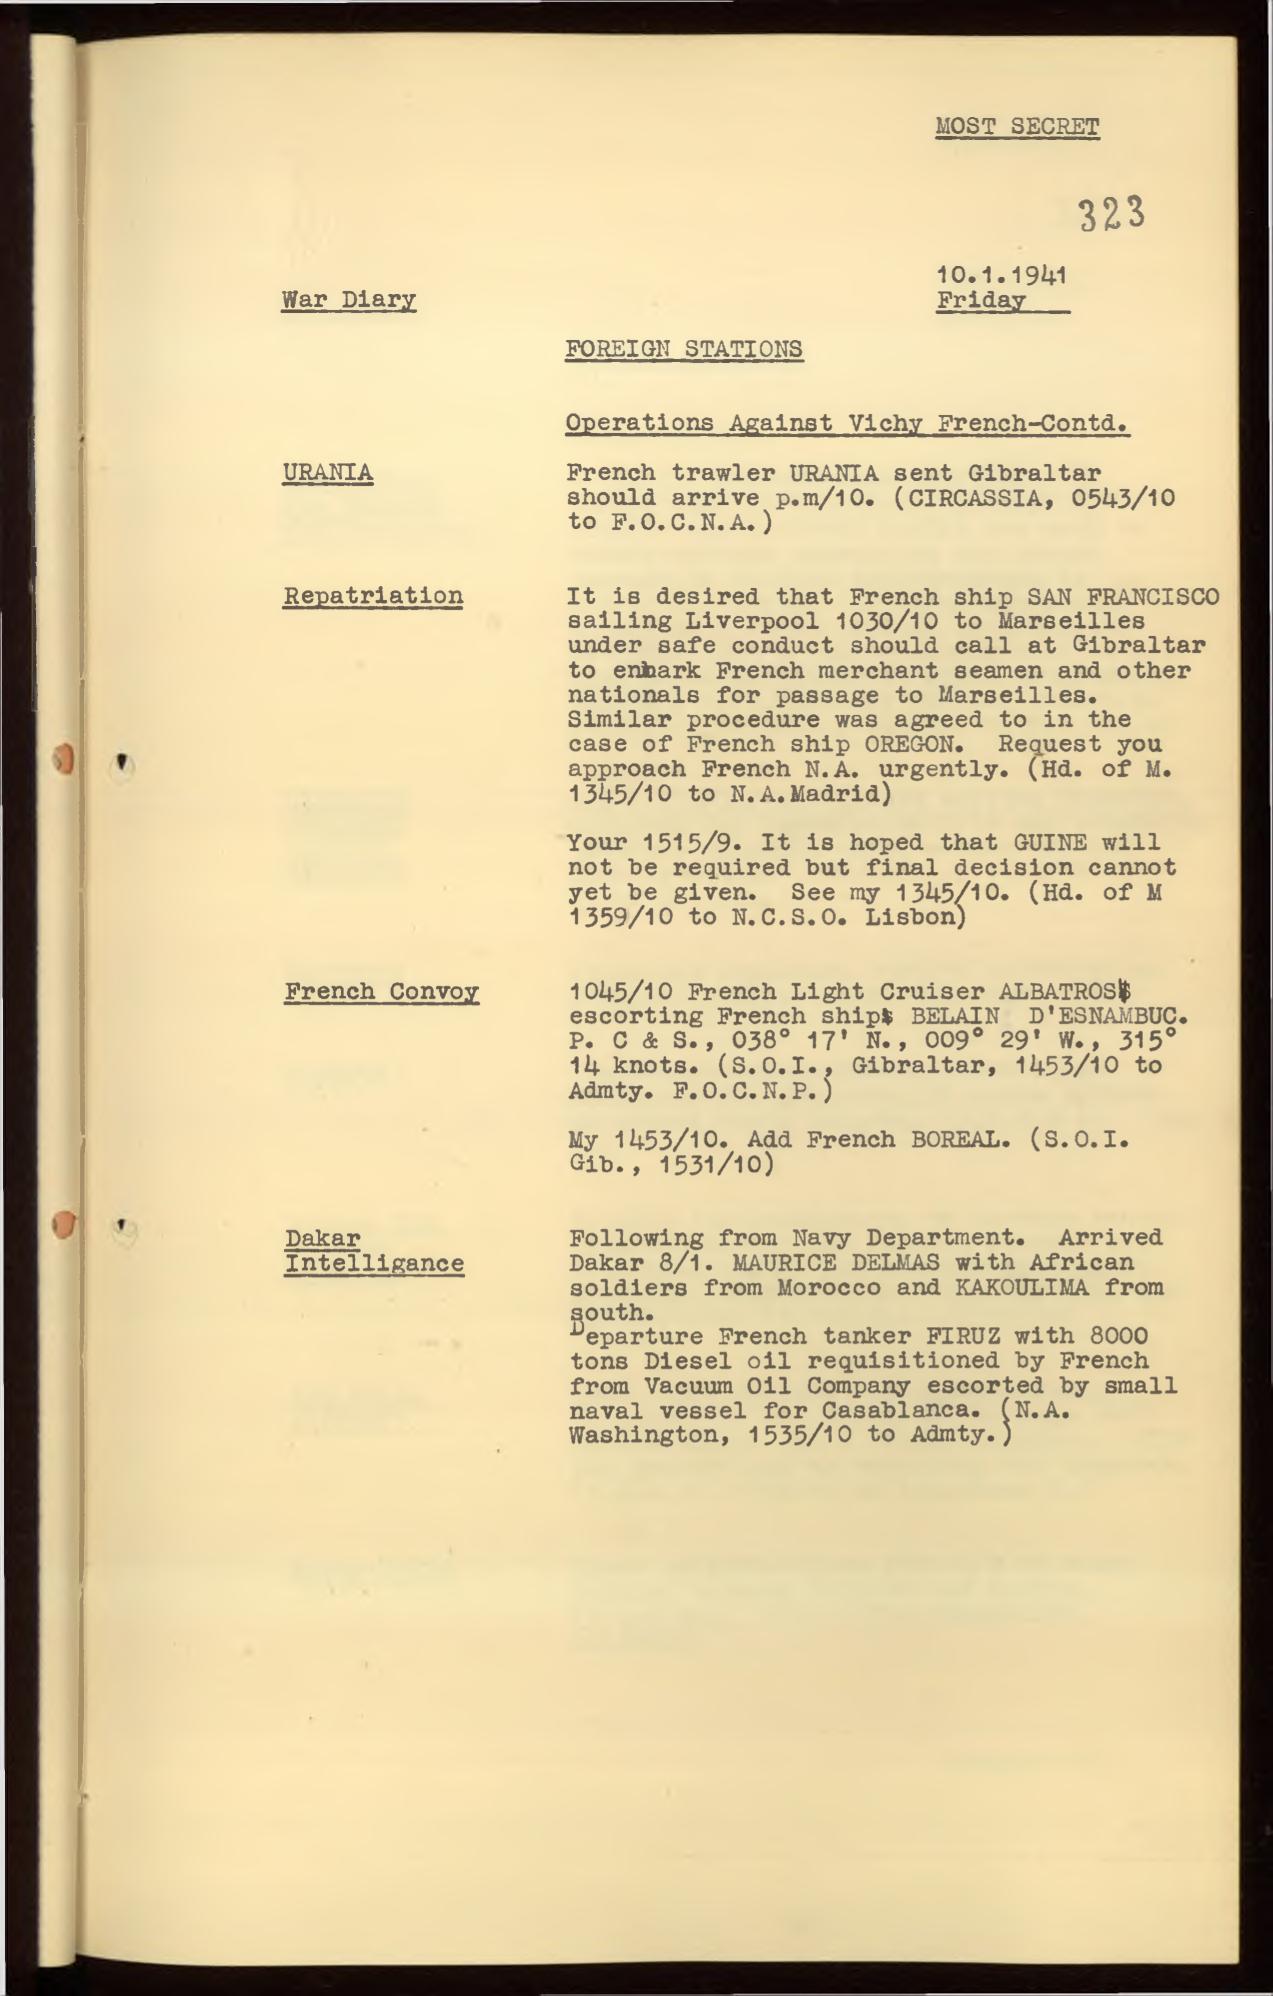 MOST SECRET
323
10.1.1941
War Diary
Friday
FOREIGN STATIONS
Operations Against Vichy French-Contd.
URANIA
French trawler URANIA sent Gibraltar
should arrive p.m/10. (CIRCASSIA, 0543/10
to F.O.C.N.A.)
Repatriation
It is desired that French ship SAN FRANCISCO
sailing Liverpool 1030/10 to Marseilles
under safe conduct should call at Gibraltar
to embark French merchant seamen and other
nationals for passage to Marseilles.
Similar procedure was agreed to in the
case of French ship OREGON. Request you
approach French N.A. urgently. (Hd. of M.
1345/10 to N.A.Madrid)
Your 1515/9. It is hoped that GUINE will
not be required but final decision cannot
yet be given. See my 1345/10. (Hd. of M
1359/10 to N.C.S.O. Lisbon)
French Convoy
1045/10 French Light Cruiser ALBATROS
escorting French ship BELAIN D'ESNAMBUC.
P. C & S., 038° 17' N., 009° 29' W., 315°
14 knots. (S.O.I., Gibraltar, 1453/10 to
Admty. F.O.C.N.P.)
My 1453/10. Add French BOREAL. (S.O.I.
Gib., 1531/10)
Dakar
Intelligance
Following from Navy Department. Arrived
Dakar 8/1. MAURICE DELMAS with African
soldiers from Morocco and KAKOULIMA from
south.
Departure French tanker FIRUZ with 8000
tons Diesel oil requisitioned by French
from Vacuum Oil Company escorted by small
naval vessel for Casablanca. (N.A.
Washington, 1535/10 to Admty.)